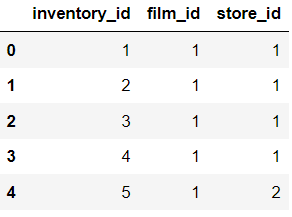 inventory_id film_id store_id
0 1 1 1
1 2 1 1
2 3 1 1
3 4 1 1
4 5 1 2